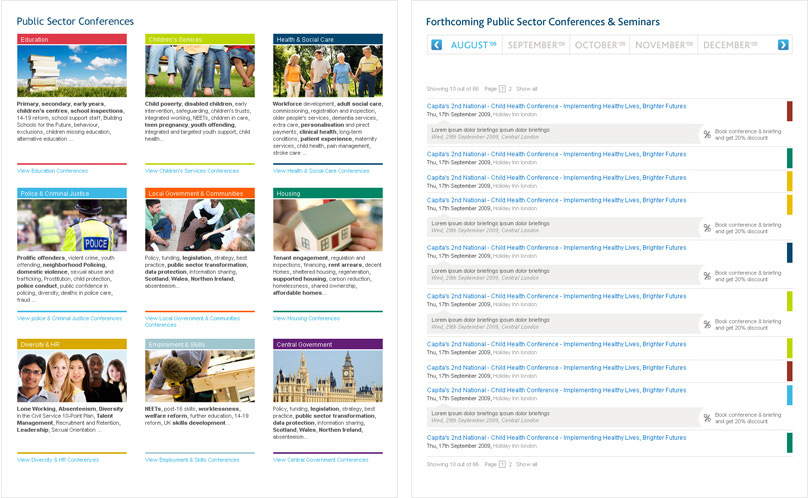 Public Sector Conferences
Education
Primary, secondary, early years,
children's centres, school inspections,
14-19 reform, school support staff, Building
Schools for the Future, behaviour,
exclusions, children missing education,
alternative education ...
View Education Conferences
Children's Services
Child poverty, disabled children, early
intervention, safeguarding, children's trusts,
integrated working, NEETs, children in care,
teen pregnancy, youth offending,
integrated and targeted youth support, child
health...
View Children's Services Conferences
Health & Social Care
Workforce development, adult social care,
commissioning, registration and inspection,
older people's services, dementia services,
extra care, personalisation and direct
payments, clinical health, long-term
conditions, patient experience, maternity
services, child health, pain management,
stroke care ...
View Health & Social Care Conferences
Police & Criminal Justice
POLICE
Prolific offenders, violent crime, youth
offending, neighborhood Policing,
domestic violence, sexual abuse and
trafficking, Prostitution, child protection,
police conduct, public confidence in
policing, diversity, deaths in police care,
fraud ...
View police & Criminal Justice Conferences
Local Government & Communities
Policy, funding, legislation, strategy, best
practice, public sector transformation,
data protection, information sharing,
Scotland, Wales, Northen Ireland,
absenteeism...
View Local Government & Communities
Conferences
Housing
Tenant engagement, regulation and
inspections, financing, rent arrears, decent
Homes, sheltered housing, regeneration,
supported housing, carbon reduction,
homelessness, shared ownership,
affordable homes...
View Housing Conferences
Diversity & HR
Lone Working, Absenteeism, Diversity
in the Civil Service 10-Point Plan, Talent
Management, Recruitment and Retention,
Leadership, Sexual Orientation ...
View Diversity & HR Conferences
Employment & Skills
NEETs, post-16 skills, worklessness,
welfare reform, further education, 14-19
reform, UK skills development...
View Employment & Skills Conferences
Central Government
Policy, funding, legislation, strategy, best
practice, public sector transformation,
data protection, information sharing,
Scotland, Wales, Northen Ireland,
absenteeism...
View Central Government Conferences
Forthcoming Public Sector Conferences & Seminars
AUGUST'09 SEPTEMBER'09 OCTOBER'09 NOVEMBER'09 DECEMBER'09
Showing 10 out of 66 Page 1 2 Show all
Capita's 2nd National - Child Health Conference - Implementing Healthy Lives, Brighter Futures
Thu, 17th September 2009, Holiday Inn london
Lorem ipsum dolor briefings ipsum dolor briefings
Wed, 29th September 2009, Central London
% Book conference & briefing
and get 20% discount
Capita's 2nd National - Child Health Conference - Implementing Healthy Lives, Brighter Futures
Thu, 17th September 2009, Holiday Inn london
Capita's 2nd National - Child Health Conference - Implementing Healthy Lives, Brighter Futures
Thu, 17th September 2009, Holiday Inn london
Capita's 2nd National - Child Health Conference - Implementing Healthy Lives, Brighter Futures
Thu, 17th September 2009, Holiday Inn london
Lorem ipsum dolor briefings ipsum dolor briefings
Wed, 29th September 2009, Central London
% Book conference & briefing
and get 20% discount
Capita's 2nd National - Child Health Conference - Implementing Healthy Lives, Brighter Futures
Thu, 17th September 2009, Holiday Inn london
Lorem ipsum dolor briefings ipsum dolor briefings
Wed, 29th September 2009, Central London
% Book conference & briefing
and get 20% discount
Capita's 2nd National - Child Health Conference - Implementing Healthy Lives, Brighter Futures
Thu, 17th September 2009, Holiday Inn london
Lorem ipsum dolor briefings ipsum dolor briefings
Wed, 29th September 2009, Central London
% Book conference & briefing
and get 20% discount
Capita's 2nd National - Child Health Conference - Implementing Healthy Lives, Brighter Futures
Thu, 17th September 2009, Holiday Inn london
Capita's 2nd National - Child Health Conference - Implementing Healthy Lives, Brighter Futures
Thu, 17th September 2009, Holiday Inn london
Capita's 2nd National - Child Health Conference - Implementing Healthy Lives, Brighter Futures
Thu, 17th September 2009, Holiday Inn london
Lorem ipsum dolor briefings ipsum dolor briefings
Wed, 29th September 2009, Central London
% Book conference & briefing
and get 20% discount
Capita's 2nd National - Child Health Conference - Implementing Healthy Lives, Brighter Futures
Thu, 17th September 2009, Holiday Inn london
Showing 10 out of 66 Page 1 2 Show all